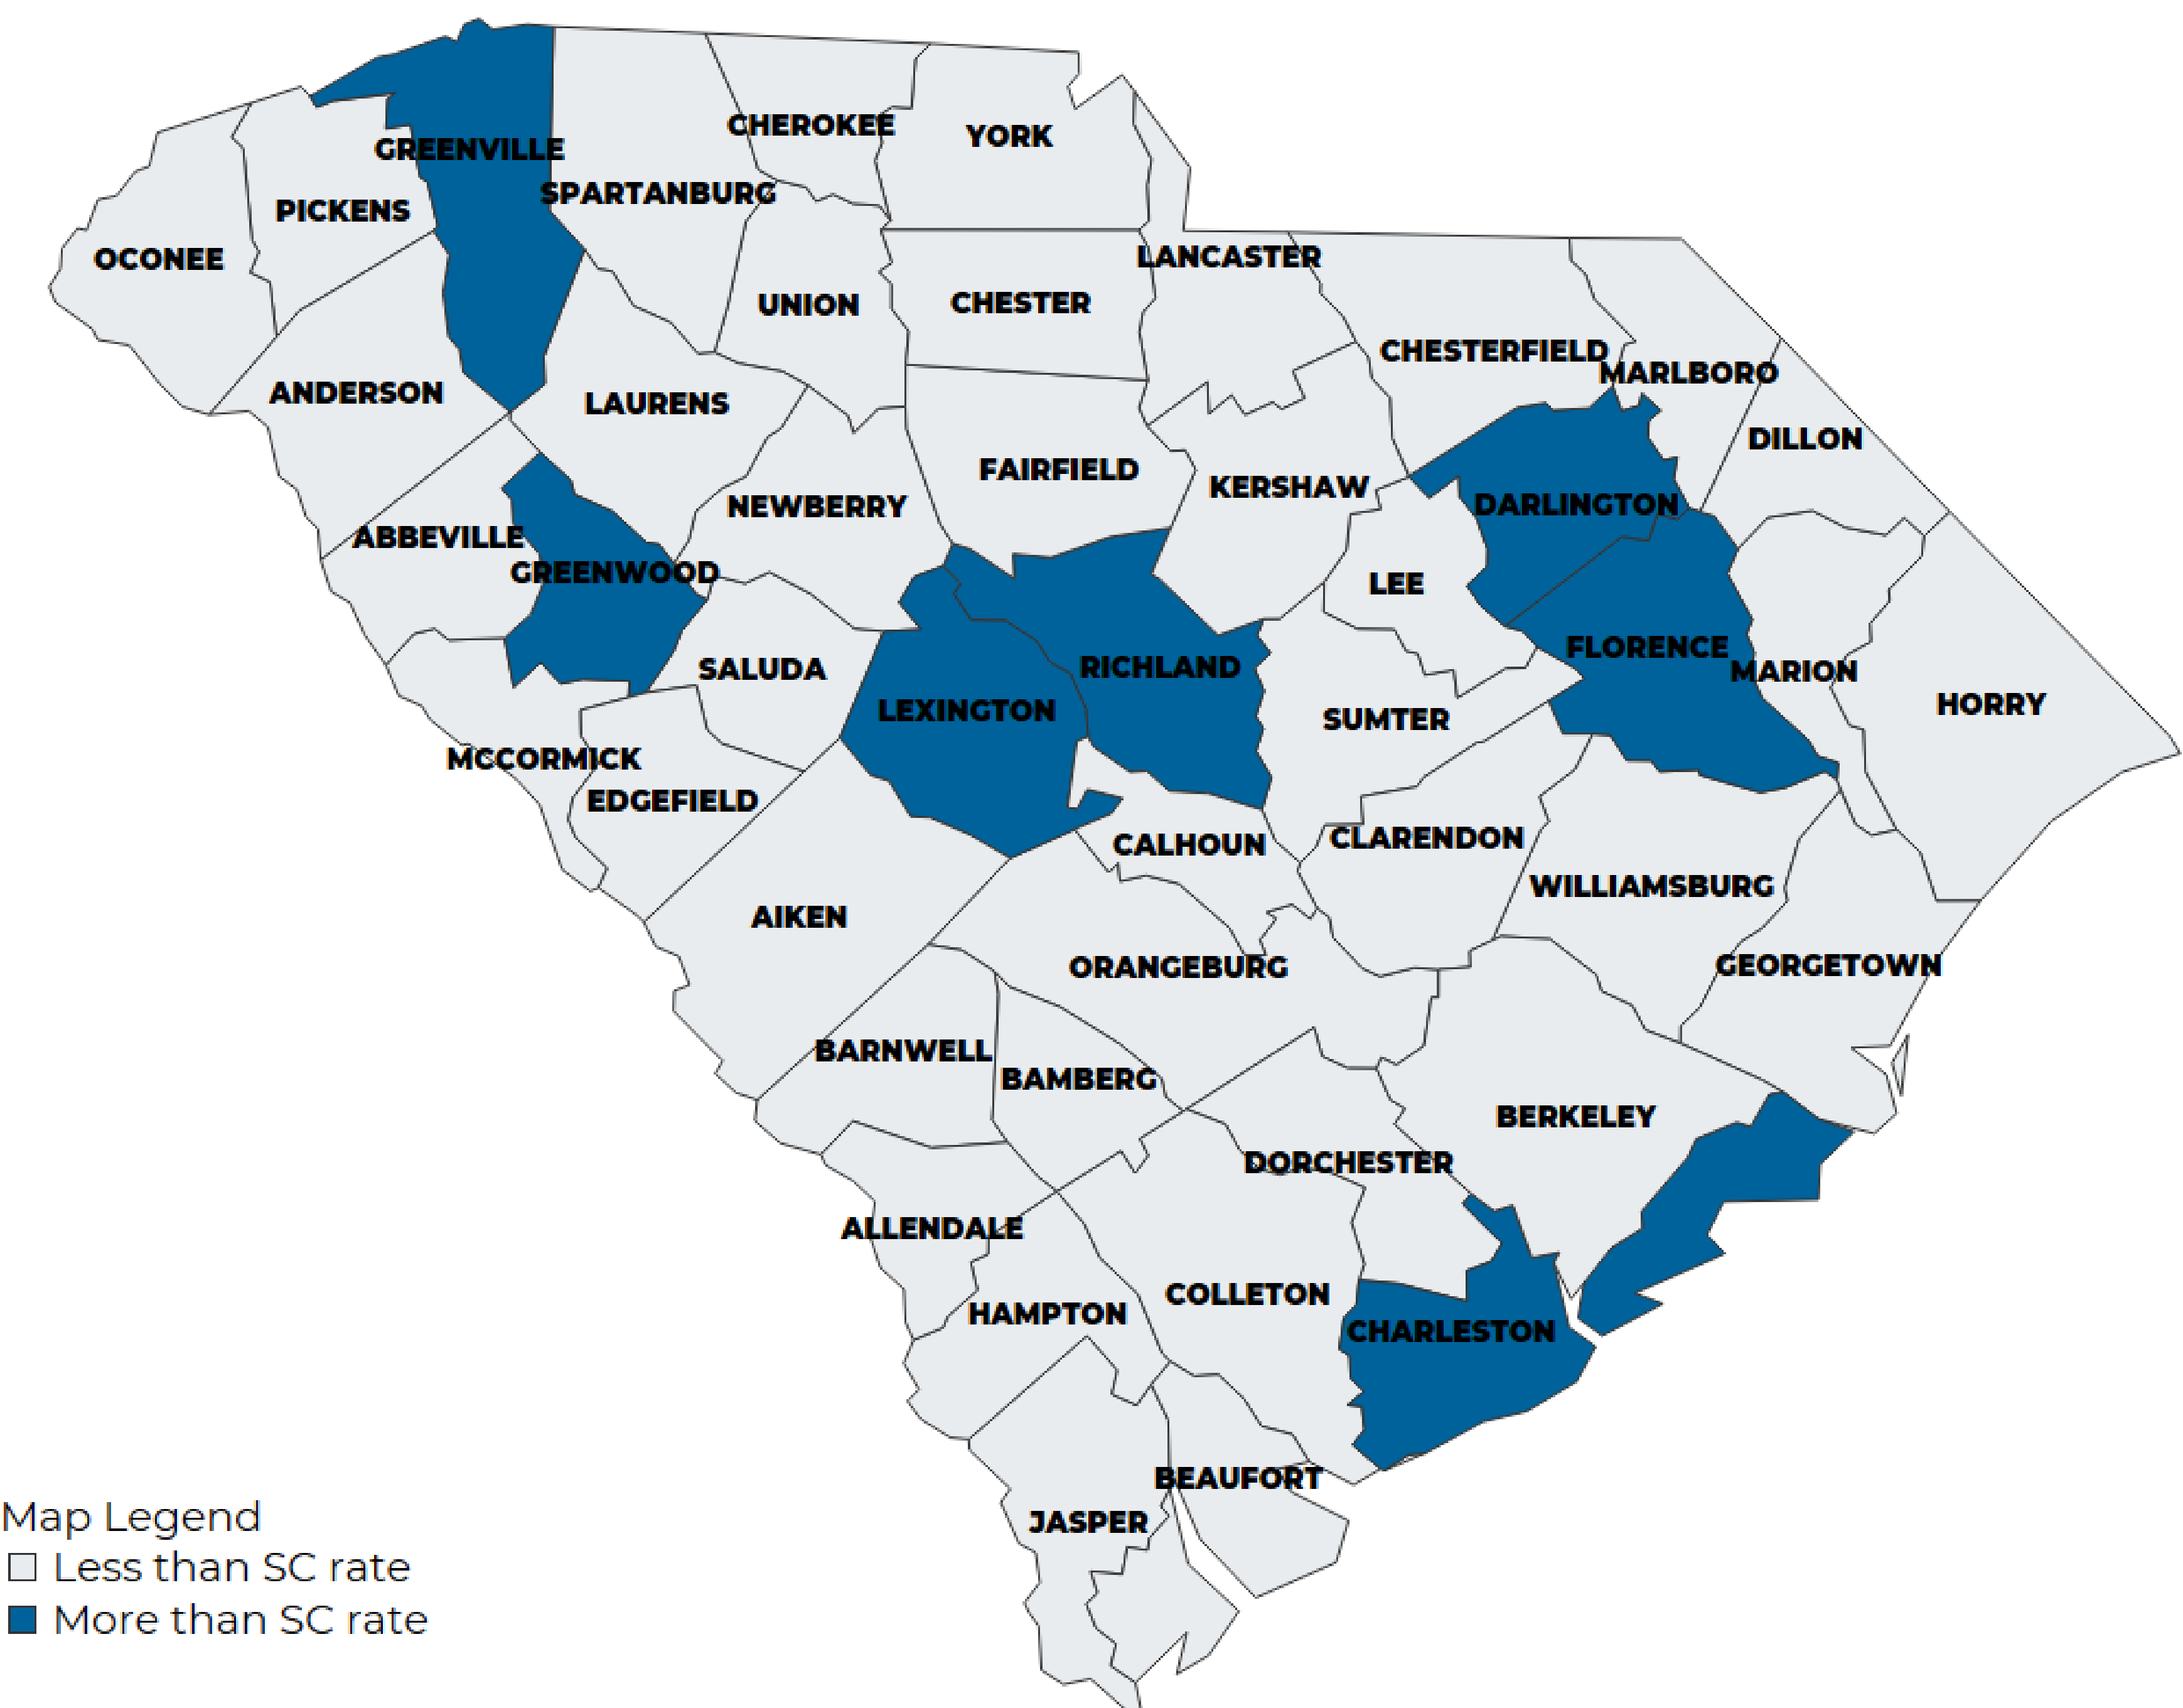 CHEROKEE
YORK
GREENVILLE
SPARTANBURG
PICKENS
OCONEE
LANCASTER
UNION
CHESTER
CHESTERFIELD
MARLBORO
ANDERSON
LAURENS
DILLON
FAIRFIELD
KERSHAW
NEWBERRY
DARLINGTON
ABBEVILLE
GREENWOOD
LEE
FLORENCE
SALUDA
RICHLAND
MARION
LEXINGTON
SUMTER
HORRY
MCCORMICK
EDGEFIELD
CALHOUN
CLARENDON
WILLIAMSBURG
AIKEN
ORANGEBURG
GEORGETOWN
BARNWELL
BAMBERG
BERKELEY
DORCHESTER
ALLENDALE
COLLETON
HAMPTON
CHARLESTON
BEAUFORT
JASPER
Map Legend
Less than SC rate
More than SC rate